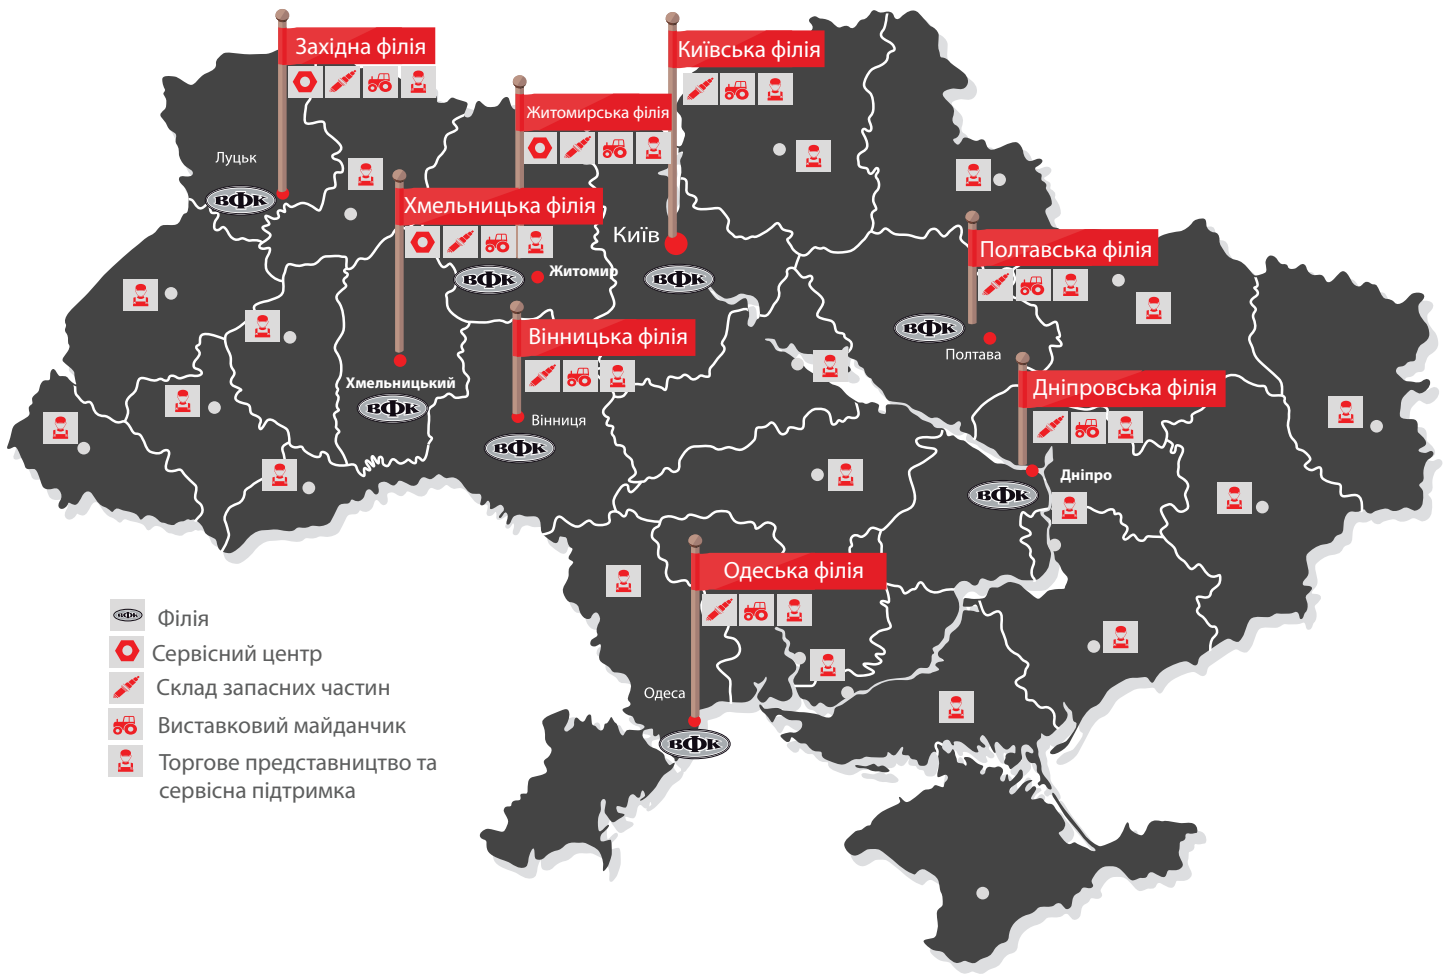 Західна філія
Київська філія
Житомирська філія
Луцьк
ВФК
Хмельницька філія
Київ
Полтавська філія
Житомир
ВФК
ВФК
Вінницька філія
ВФК
Полтава
Хмельницький
Дніпровська філія
ВФК
Вінниця
ВФК
Дніпро
ВФК
Одеська філія
Одеса
ВФК
ВФК Філія
Сервісний центр
Склад запасних частин
Виставковий майданчик
Торгове представництво та
сервісна підтримка